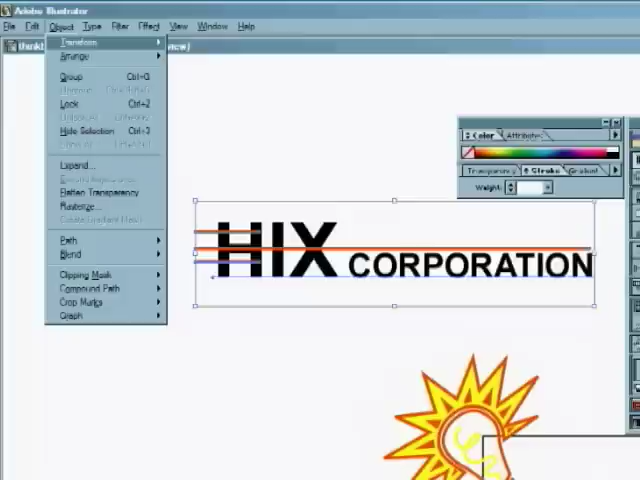 Adobe Illustrator
File Edit Object Type Filter Effect View Window Help
Transform
Arrange
Group Ctrl+G
Lock Ctrl+2
Hide Selection Ctrl+3
Expand...
Flatten Transparency
Rasterize...
Path
Blend
Clipping Mask
Compound Path
Crop Marks
Graph
Color Attributes
Transparency Stroke Gradient
Weight:
HIX CORPORATION